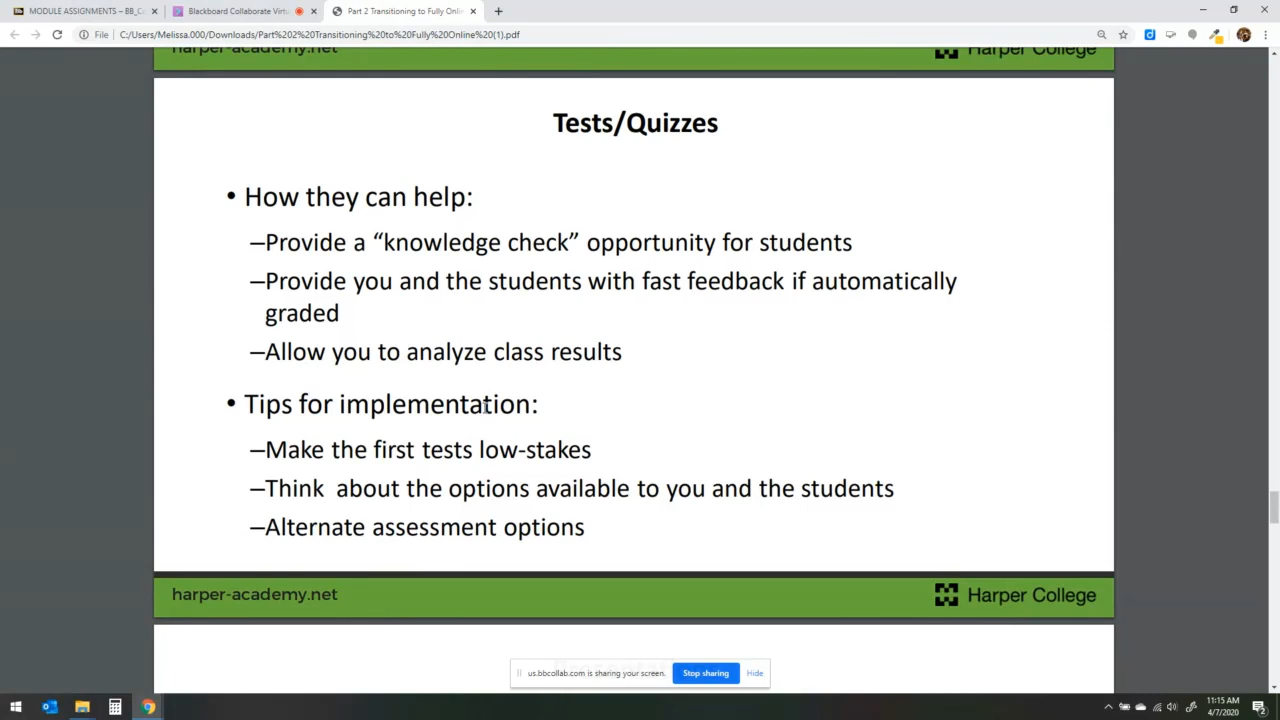 MODULE ASSIGNMENTS – BB_C
Blackboard Collaborate Virtu
Part 2 Transitioning to Fully Onlin
File
C:/Users/Melissa.000/Downloads/Part%202%20Transitioning%20to%20Fully%20Online%20(1).pdf
harper-academy.net
Harper College
Tests/Quizzes
• How they can help:
–Provide a “knowledge check” opportunity for students
–Provide you and the students with fast feedback if automatically
graded
–Allow you to analyze class results
• Tips for implementation:
–Make the first tests low-stakes
–Think  about the options available to you and the students
–Alternate assessment options
harper-academy.net
Harper College
us.bbcollab.com is sharing your screen.
Stop sharing
Hide
11:15 AM
4/7/2020
2